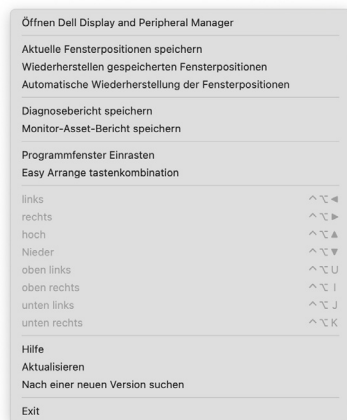 Öffnen Dell Display and Peripheral Manager
Aktuelle Fensterpositionen speichern
Wiederherstellen gespeicherten Fensterpositionen
Automatische Wiederherstellung der Fensterpositionen
Diagnosebericht speichern
Monitor-Asset-Bericht speichern
Programmfenster Einrasten
Easy Arrange tastenkombination
links ^⌥◀
rechts ^⌥▶
hoch ^⌥▲
Nieder ^⌥▼
oben links ^⌥U
oben rechts ^⌥I
unten links ^⌥J
unten rechts ^⌥K
Hilfe
Aktualisieren
Nach einer neuen Version suchen
Exit